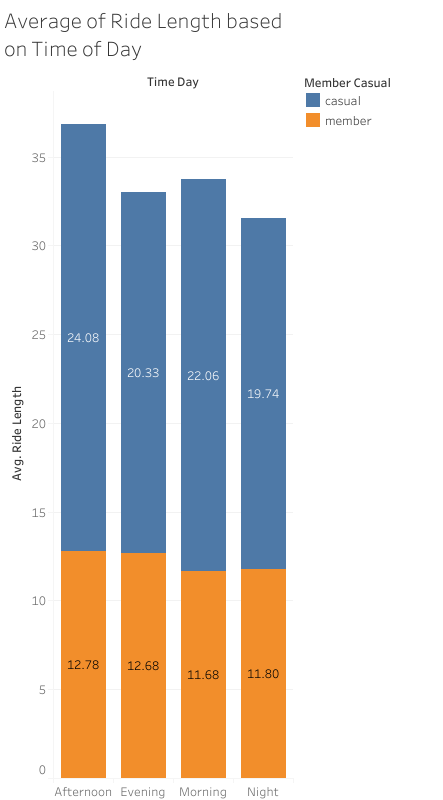 Average of Ride Length based
on Time of Day
Time Day
Member Casual
casual
member
Avg. Ride Length
35
30
25
20
15
10
5
0
24.08
20.33
22.06
19.74
12.78
12.68
11.68
11.80
Afternoon Evening Morning Night